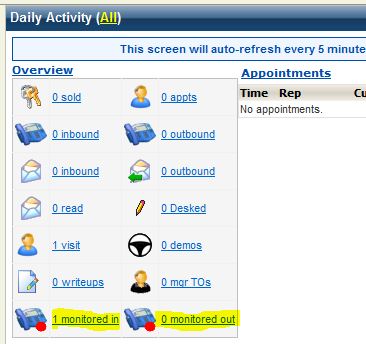 Daily Activity (All)
This screen will auto-refresh every 5 minute
Overview
0 sold 0 appts
0 inbound 0 outbound
0 inbound 0 outbound
0 read 0 Desked
1 visit 0 demos
0 writeups 0 mgr TOs
1 monitored in 0 monitored out
Appointments
Time Rep Cu
No appointments.